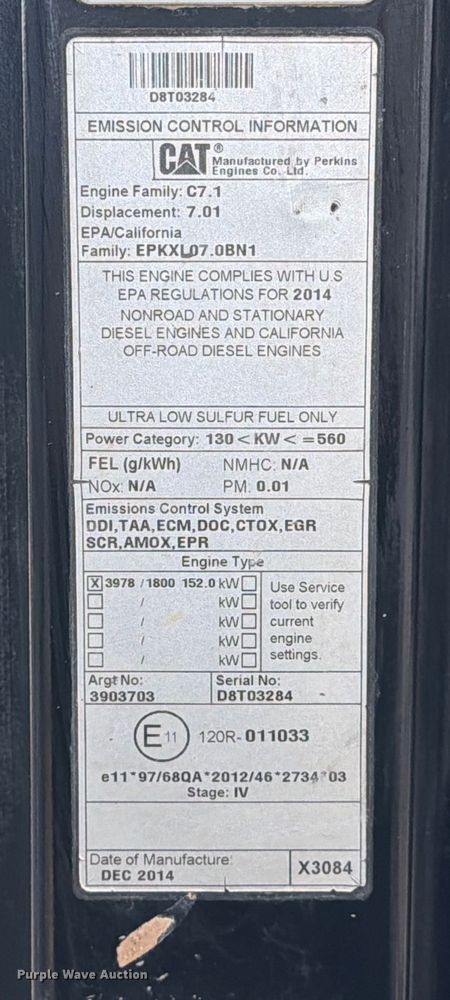 D8T03284
EMISSION CONTROL INFORMATION
CAT® Manufactured by Perkins
Engines Co. Ltd.
Engine Family: C7.1
Displacement: 7.01
EPA/California
Family: EPKXL07.0BN1
THIS ENGINE COMPLIES WITH U S
EPA REGULATIONS FOR 2014
NONROAD AND STATIONARY
DIESEL ENGINES AND CALIFORNIA
OFF-ROAD DIESEL ENGINES
ULTRA LOW SULFUR FUEL ONLY
Power Category: 130 < KW < =560
FEL (g/kWh) NMHC: N/A
NOx: N/A PM: 0.01
Emissions Control System
DDI,TAA,ECM,DOC,CTOX,EGR
SCR,AMOX,EPR
Engine Type
X 3978 / 1800 152.0 kW
/ kW
/ kW
/ kW
/ kW
Use Service
tool to verify
current
engine
settings.
Argt No:
3903703
Serial No:
D8T03284
E 11 120R-011033
e11*97/68QA*2012/46*2734*03
Stage: IV
Date of Manufacture:
DEC 2014
X3084
Purple Wave Auction